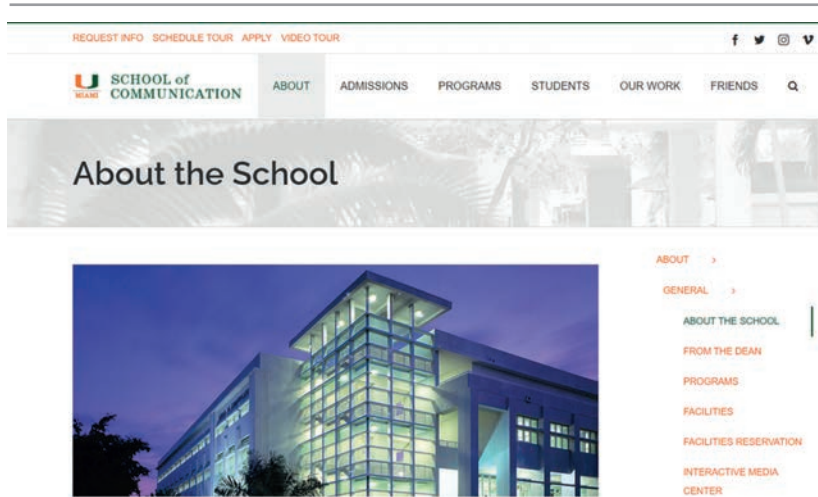 REQUEST INFO SCHEDULE TOUR APPLY VIDEO TOUR
U
MIAMI
SCHOOL of
COMMUNICATION
ABOUT ADMISSIONS PROGRAMS STUDENTS OUR WORK FRIENDS
About the School
ABOUT >
GENERAL >
ABOUT THE SCHOOL
FROM THE DEAN
PROGRAMS
FACILITIES
FACILITIES RESERVATION
INTERACTIVE MEDIA
CENTER